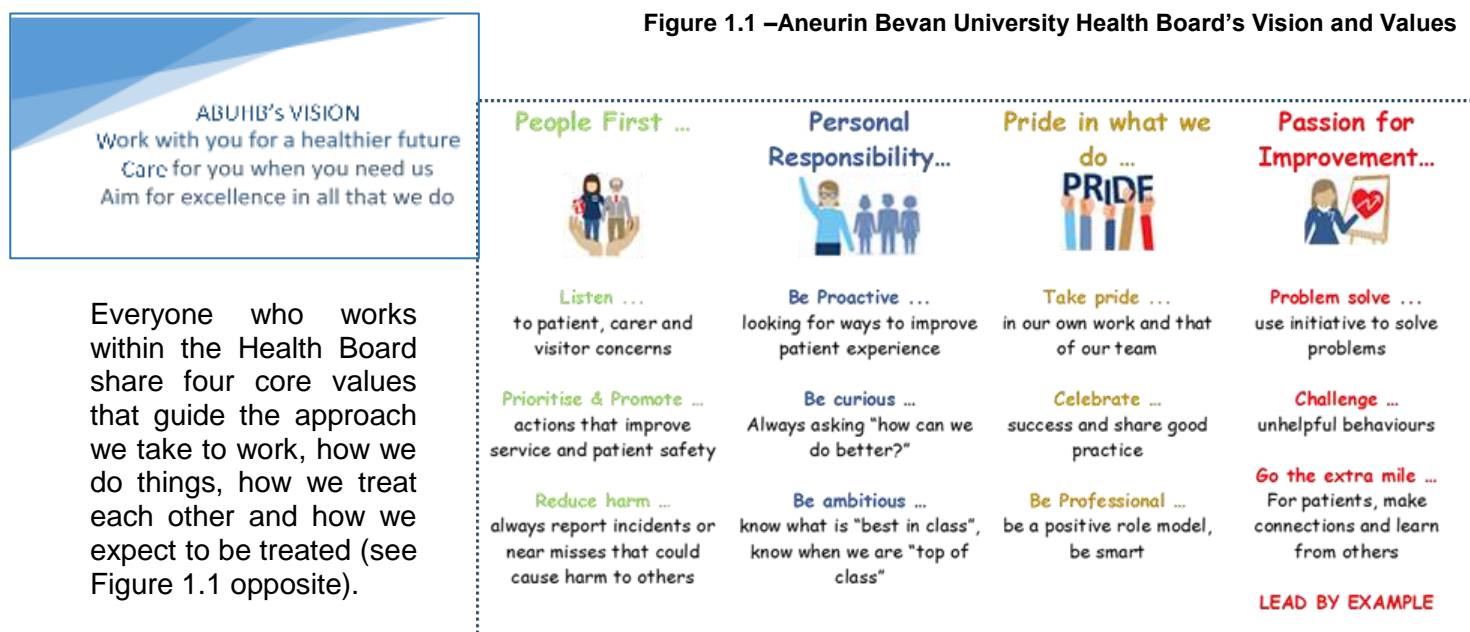 Figure 1.1 –Aneurin Bevan University Health Board's Vision and Values
ABUHB's VISION
Work with you for a healthier future
Care for you when you need us
Aim for excellence in all that we do
Everyone who works
within the Health Board
share four core values
that guide the approach
we take to work, how we
do things, how we treat
each other and how we
expect to be treated (see
Figure 1.1 opposite).
People First ...
Listen ...
to patient, carer and
visitor concerns
Prioritise & Promote ...
actions that improve
service and patient safety
Reduce harm ...
always report incidents or
near misses that could
cause harm to others
Personal
Responsibility...
Be Proactive ...
looking for ways to improve
patient experience
Be curious ...
Always asking "how can we
do better?"
Be ambitious ...
know what is "best in class",
know when we are "top of
class"
Pride in what we
do ...
PRIDE
Take pride ...
in our own work and that
of our team
Celebrate ...
success and share good
practice
Be Professional ...
be a positive role model,
be smart
Passion for
Improvement...
Problem solve ...
use initiative to solve
problems
Challenge ...
unhelpful behaviours
Go the extra mile ...
For patients, make
connections and learn
from others
LEAD BY EXAMPLE